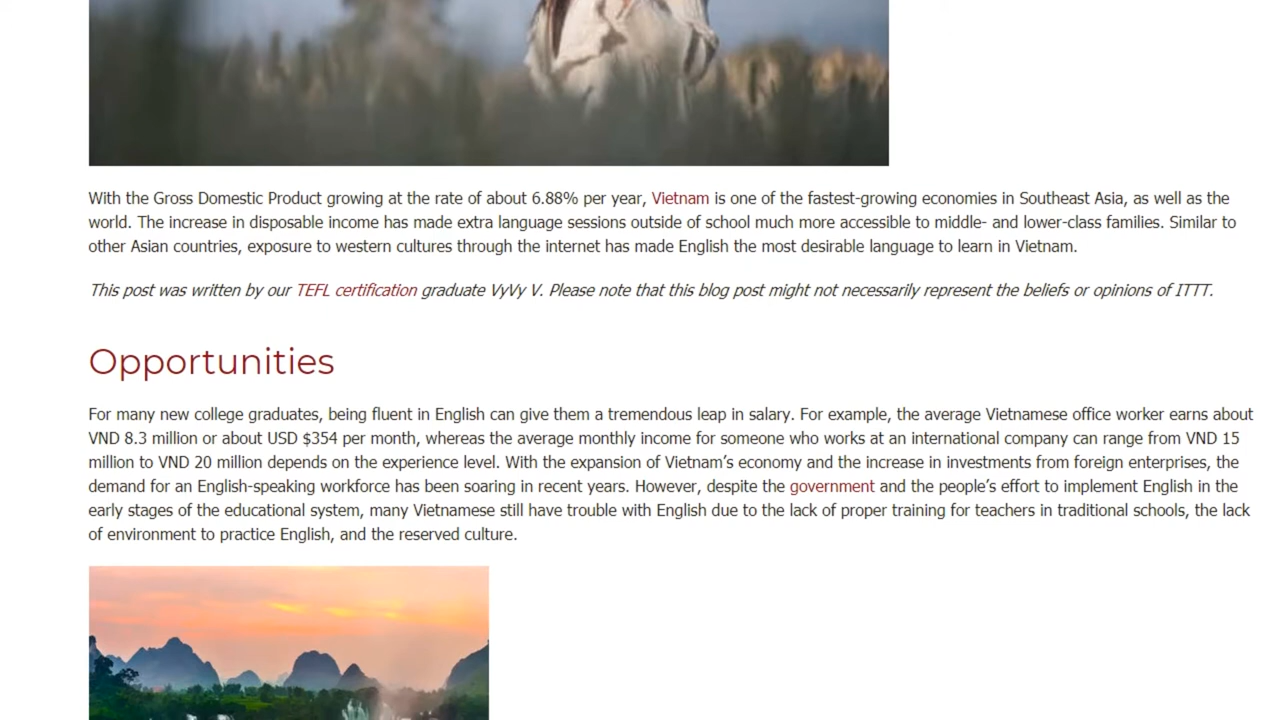 With the Gross Domestic Product growing at the rate of about 6.88% per year, Vietnam is one of the fastest-growing economies in Southeast Asia, as well as the
world. The increase in disposable income has made extra language sessions outside of school much more accessible to middle- and lower-class families. Similar to
other Asian countries, exposure to western cultures through the internet has made English the most desirable language to learn in Vietnam.
This post was written by our TEFL certification graduate VyVy V. Please note that this blog post might not necessarily represent the beliefs or opinions of ITTT.
Opportunities
For many new college graduates, being fluent in English can give them a tremendous leap in salary. For example, the average Vietnamese office worker earns about
VND 8.3 million or about USD $354 per month, whereas the average monthly income for someone who works at an international company can range from VND 15
million to VND 20 million depends on the experience level. With the expansion of Vietnam’s economy and the increase in investments from foreign enterprises, the
demand for an English-speaking workforce has been soaring in recent years. However, despite the government and the people’s effort to implement English in the
early stages of the educational system, many Vietnamese still have trouble with English due to the lack of proper training for teachers in traditional schools, the lack
of environment to practice English, and the reserved culture.